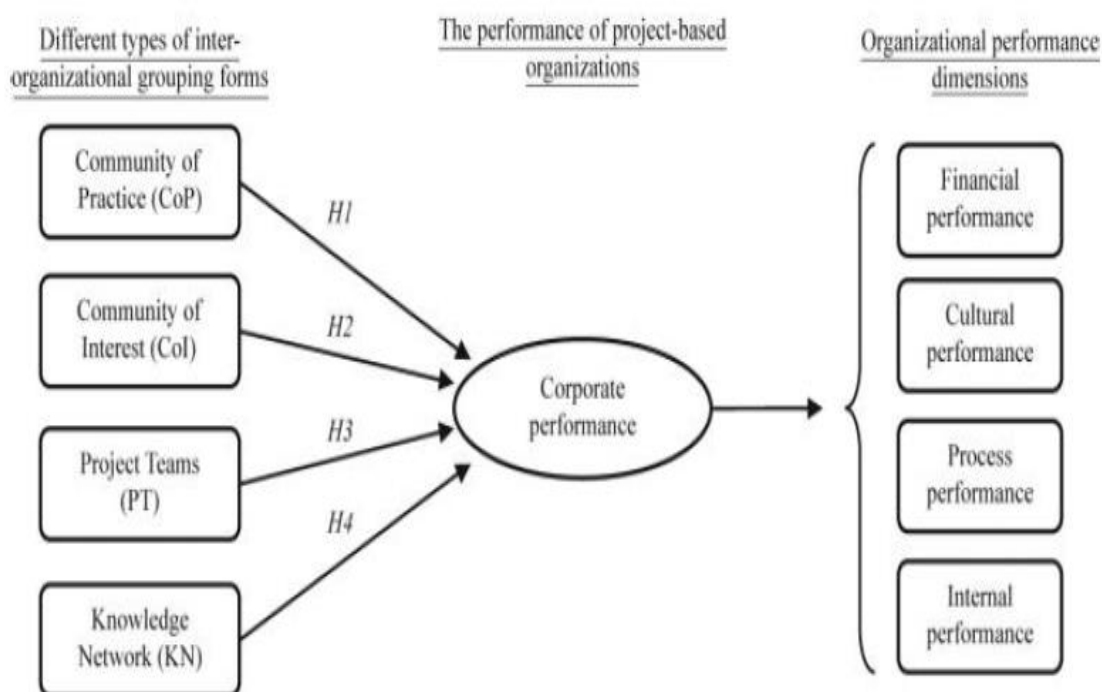 Different types of inter-
organizational grouping forms
The performance of project-based
organizations
Organizational performance
dimensions
Community of
Practice (CoP)
Community of
Interest (CoI)
Project Teams
(PT)
Knowledge
Network (KN)
H1
H2
H3
H4
Corporate
performance
Financial
performance
Cultural
performance
Process
performance
Internal
performance